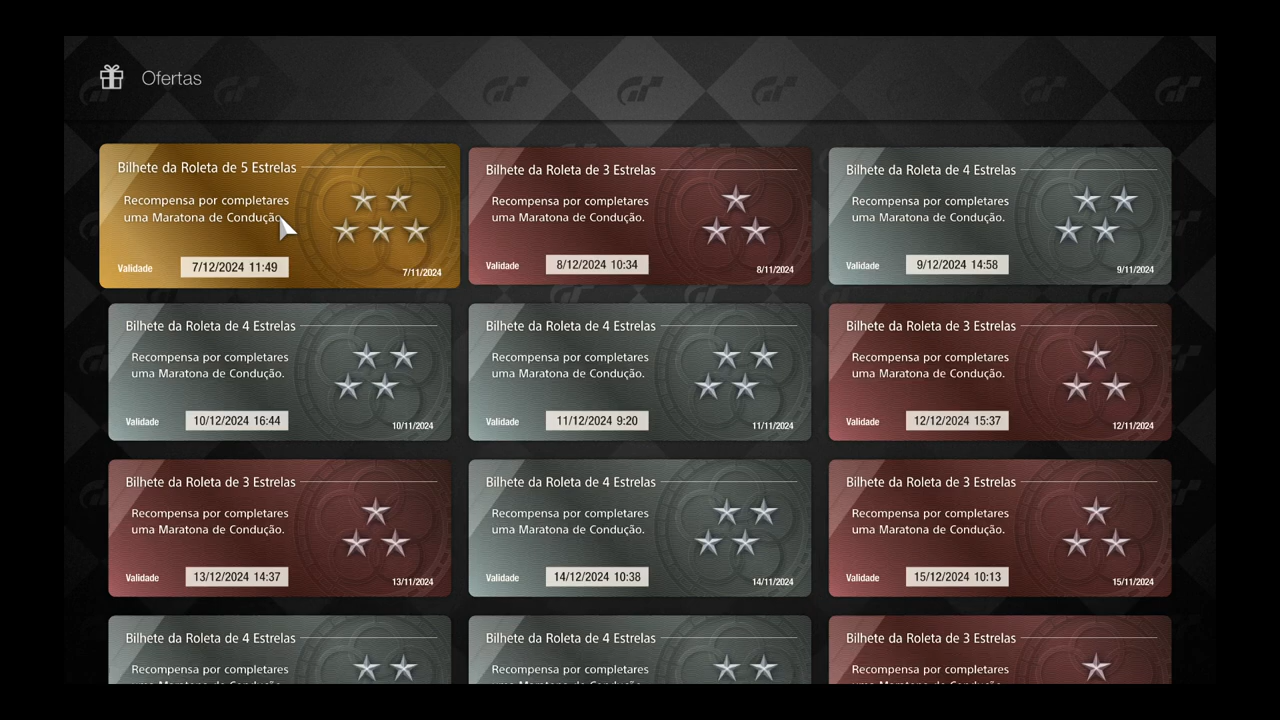 Ofertas
Bilhete da Roleta de 5 Estrelas
Recompensa por completares
uma Maratona de Condução.
Validade
7/12/2024 11:49
7/11/2024
Bilhete da Roleta de 3 Estrelas
Recompensa por completares
uma Maratona de Condução.
Validade
8/12/2024 10:34
8/11/2024
Bilhete da Roleta de 4 Estrelas
Recompensa por completares
uma Maratona de Condução.
Validade
9/12/2024 14:58
9/11/2024
Bilhete da Roleta de 4 Estrelas
Recompensa por completares
uma Maratona de Condução.
Validade
10/12/2024 16:44
10/11/2024
Bilhete da Roleta de 4 Estrelas
Recompensa por completares
uma Maratona de Condução.
Validade
11/12/2024 9:20
11/11/2024
Bilhete da Roleta de 3 Estrelas
Recompensa por completares
uma Maratona de Condução.
Validade
12/12/2024 15:37
12/11/2024
Bilhete da Roleta de 3 Estrelas
Recompensa por completares
uma Maratona de Condução.
Validade
13/12/2024 14:37
13/11/2024
Bilhete da Roleta de 4 Estrelas
Recompensa por completares
uma Maratona de Condução.
Validade
14/12/2024 10:38
14/11/2024
Bilhete da Roleta de 3 Estrelas
Recompensa por completares
uma Maratona de Condução.
Validade
15/12/2024 10:13
15/11/2024
Bilhete da Roleta de 4 Estrelas
Recompensa por completares
Bilhete da Roleta de 4 Estrelas
Recompensa por completares
Bilhete da Roleta de 3 Estrelas
Recompensa por completares